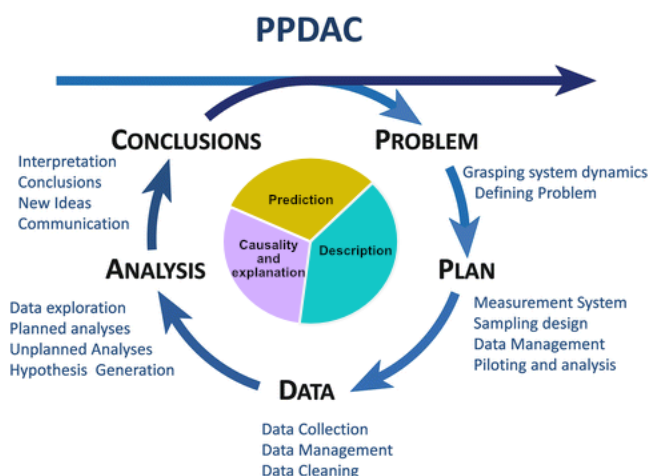 PPDAC
CONCLUSIONS
Interpretation
Conclusions
New Ideas
Communication
PROBLEM
Grasping system dynamics
Defining Problem
Prediction
Causality
and
explanation
Description
ANALYSIS
Data exploration
Planned analyses
Unplanned Analyses
Hypothesis Generation
PLAN
Measurement System
Sampling design
Data Management
Piloting and analysis
DATA
Data Collection
Data Management
Data Cleaning